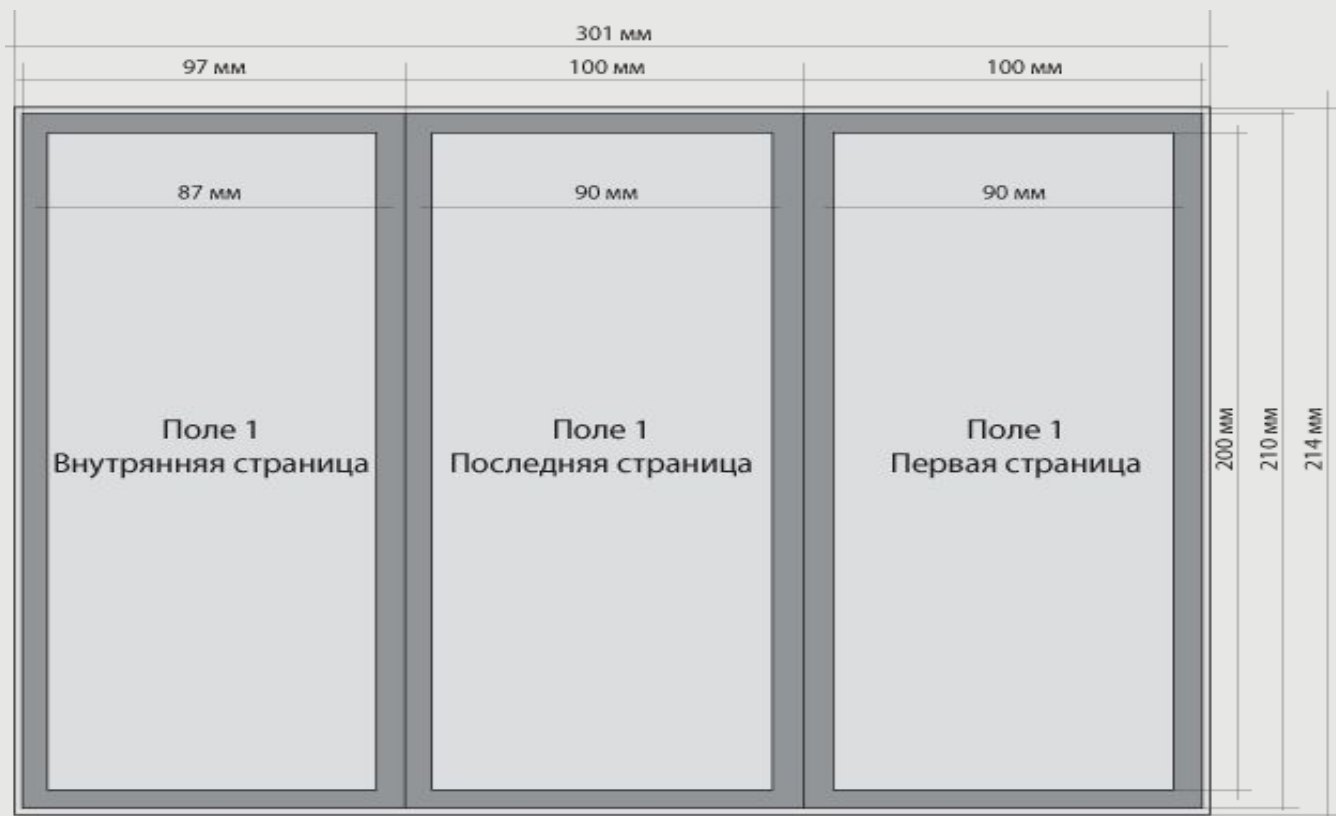 301 мм
97 мм
100 мм
100 мм
87 мм
90 мм
90 мм
Поле 1
Внутрянняя страница
Поле 1
Последняя страница
Поле 1
Первая страница
200 мм
210 мм
214 мм